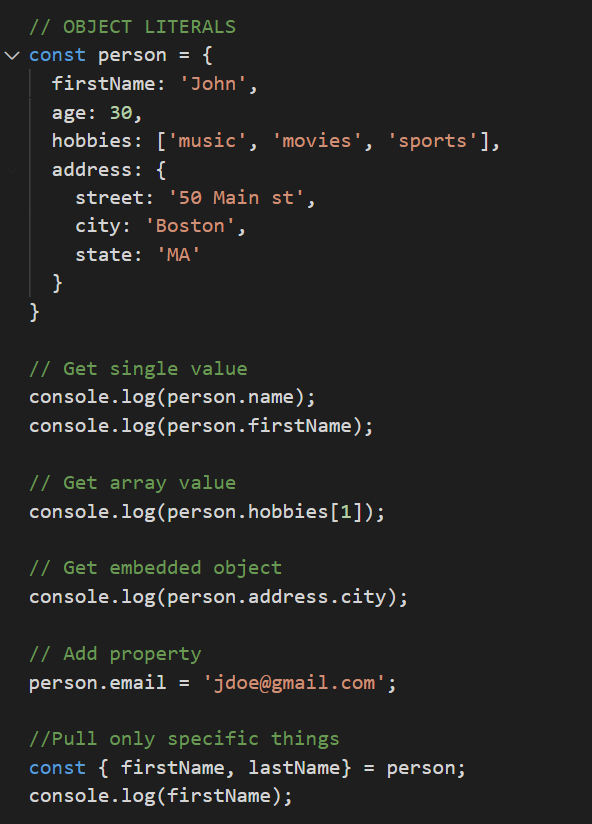 // OBJECT LITERALS
const person = {
  firstName: 'John',
  age: 30,
  hobbies: ['music', 'movies', 'sports'],
  address: {
    street: '50 Main st',
    city: 'Boston',
    state: 'MA'
  }
}

// Get single value
console.log(person.name);
console.log(person.firstName);

// Get array value
console.log(person.hobbies[1]);

// Get embedded object
console.log(person.address.city);

// Add property
person.email = 'jdoe@gmail.com';

//Pull only specific things
const { firstName, lastName} = person;
console.log(firstName);